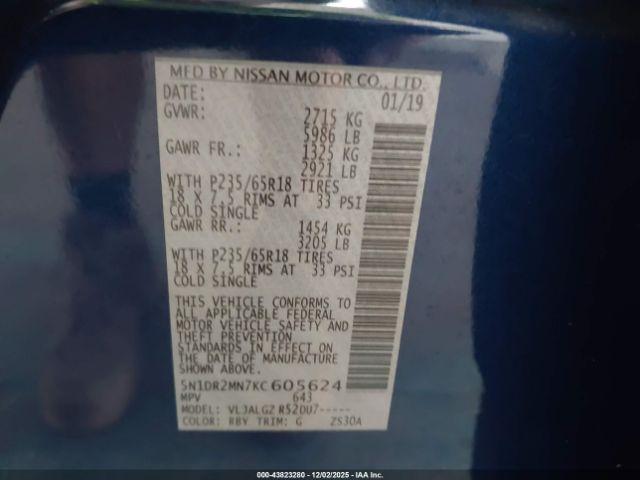 MFD BY NISSAN MOTOR CO., LTD.
DATE: 01/19
GVWR: 2715 KG
5986 LB
GAWR FR.: 1325 KG
2921 LB
WITH P235/65R18 TIRES
18 X 7.5 RIMS AT 33 PSI
COLD SINGLE
GAWR RR.: 1454 KG
3205 LB
WITH P235/65R18 TIRES
18 X 7.5 RIMS AT 33 PSI
COLD SINGLE
THIS VEHICLE CONFORMS TO
ALL APPLICABLE FEDERAL
MOTOR VEHICLE SAFETY AND
THEFT PREVENTION
STANDARDS IN EFFECT ON
THE DATE OF MANUFACTURE
SHOWN ABOVE.
5N1DR2MN7KC605624
MPV 643
MODEL: VL3ALGZ R52DU7-----
COLOR: RBY TRIM: G ZS30A
000-43823280 - 12/02/2025 - IAA Inc.